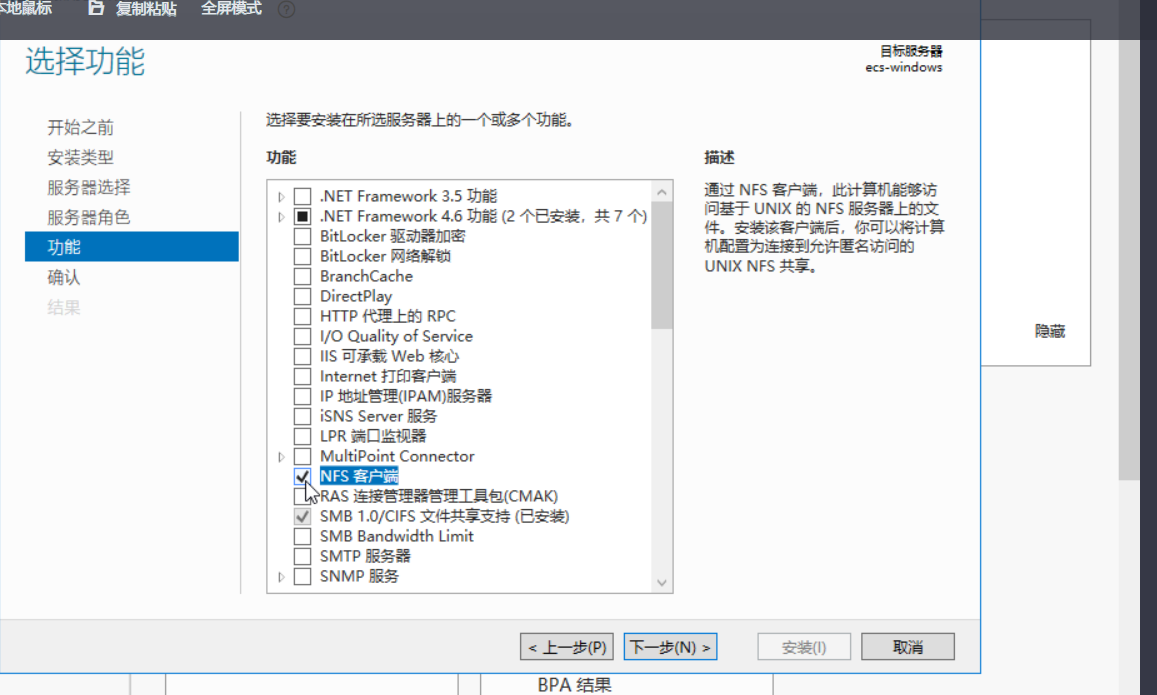 本地鼠标 复制粘贴 全屏模式 ?
选择功能
目标服务器
ecs-windows
开始之前
安装类型
服务器选择
服务器角色
功能
确认
结果
选择要安装在所选服务器上的一个或多个功能。
功能
.NET Framework 3.5 功能
.NET Framework 4.6 功能 (2 个已安装，共 7 个)
BitLocker 驱动器加密
BitLocker 网络解锁
BranchCache
DirectPlay
HTTP 代理上的 RPC
I/O Quality of Service
IIS 可承载 Web 核心
Internet 打印客户端
IP 地址管理(IPAM)服务器
iSNS Server 服务
LPR 端口监视器
MultiPoint Connector
NFS 客户端
RAS 连接管理器管理工具包(CMAK)
SMB 1.0/CIFS 文件共享支持 (已安装)
SMB Bandwidth Limit
SMTP 服务器
SNMP 服务
描述
通过 NFS 客户端，此计算机能够访
问基于 UNIX 的 NFS 服务器上的文
件。安装该客户端后，你可以将计算
机配置为连接到允许匿名访问的
UNIX NFS 共享。
隐藏
< 上一步(P) 下一步(N) > 安装(I) 取消
BPA 结果